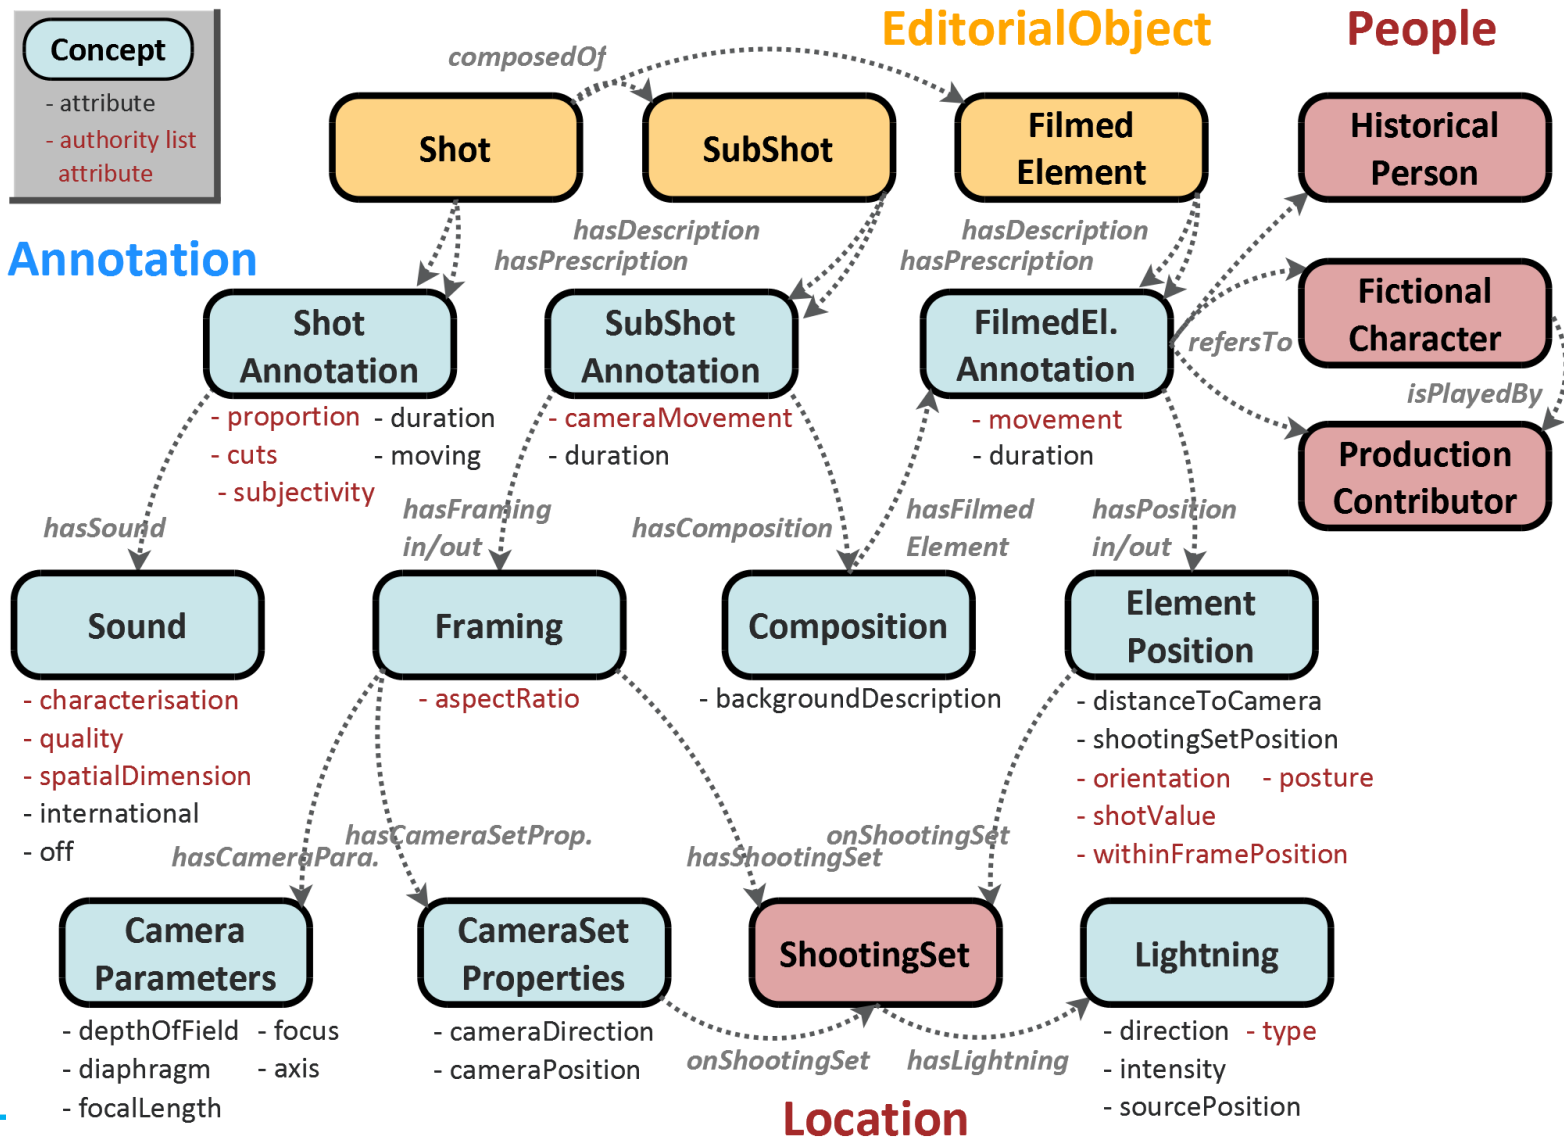 Concept
- attribute
- authority list
attribute
EditorialObject
People
composedOf
Shot
SubShot
Filmed
Element
Historical
Person
Annotation
hasDescription
hasPrescription
hasDescription
hasPrescription
Shot
Annotation
SubShot
Annotation
FilmedEl.
Annotation
refersTo
Fictional
Character
isPlayedBy
Production
Contributor
- proportion - duration
- cuts - moving
- subjectivity
- cameraMovement
- duration
- movement
- duration
hasSound
hasFraming
in/out
hasComposition
hasFilmed
Element
hasPosition
in/out
Sound
Framing
Composition
Element
Position
- characterisation
- quality
- spatialDimension
- international
- off
- aspectRatio
- backgroundDescription
- distanceToCamera
- shootingSetPosition
- orientation - posture
- shotValue
- withinFramePosition
hasCameraPara.
hasCameraSetProp.
hasShootingSet
onShootingSet
Camera
Parameters
CameraSet
Properties
ShootingSet
Lightning
- depthOfField - focus
- diaphragm - axis
- focalLength
- cameraDirection
- cameraPosition
onShootingSet
hasLightning
- direction - type
- intensity
- sourcePosition
Location